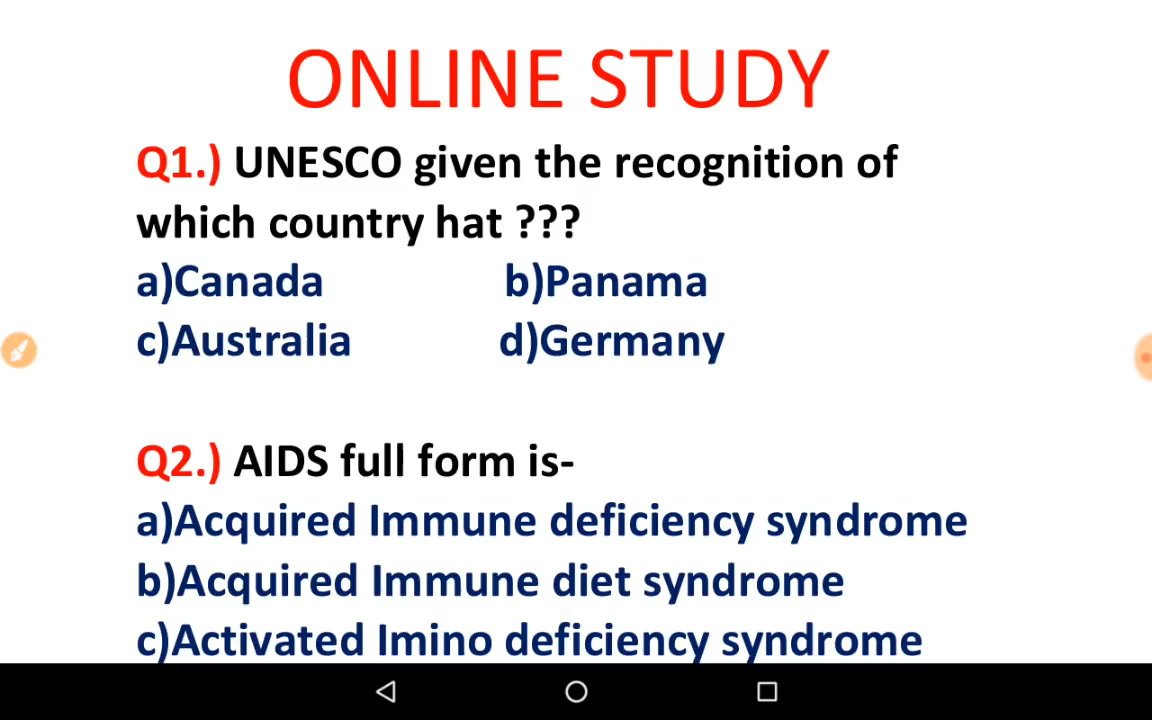 ONLINE STUDY
Q1.) UNESCO given the recognition of
which country hat ???
a)Canada b)Panama
c)Australia d)Germany
Q2.) AIDS full form is-
a)Acquired Immune deficiency syndrome
b)Acquired Immune diet syndrome
c)Activated Imino deficiency syndrome